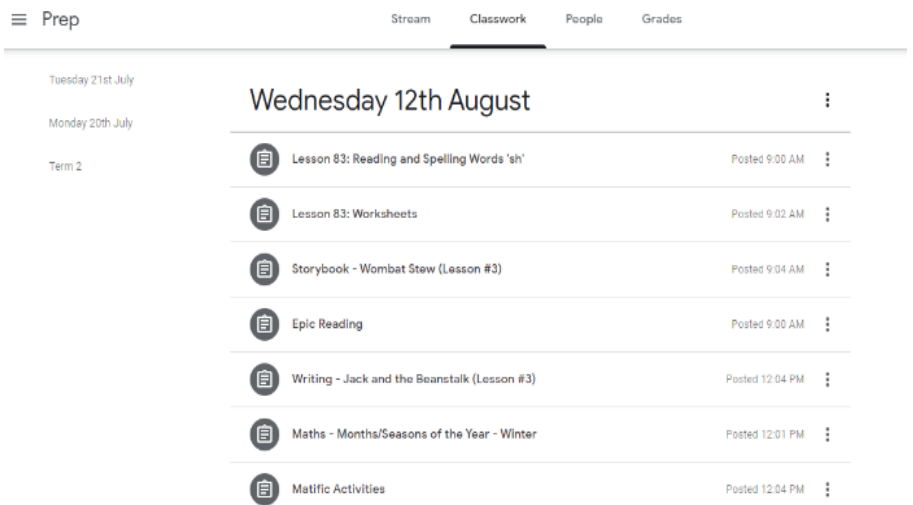 Prep
Stream Classwork People Grades
Tuesday 21st July
Monday 20th July
Term 2
Wednesday 12th August
Lesson 83: Reading and Spelling Words 'sh' Posted 9:00 AM
Lesson 83: Worksheets Posted 9:02 AM
Storybook - Wombat Stew (Lesson #3) Posted 9:04 AM
Epic Reading Posted 9:00 AM
Writing - Jack and the Beanstalk (Lesson #3) Posted 12:04 PM
Maths - Months/Seasons of the Year - Winter Posted 12:01 PM
Matific Activities Posted 12:04 PM